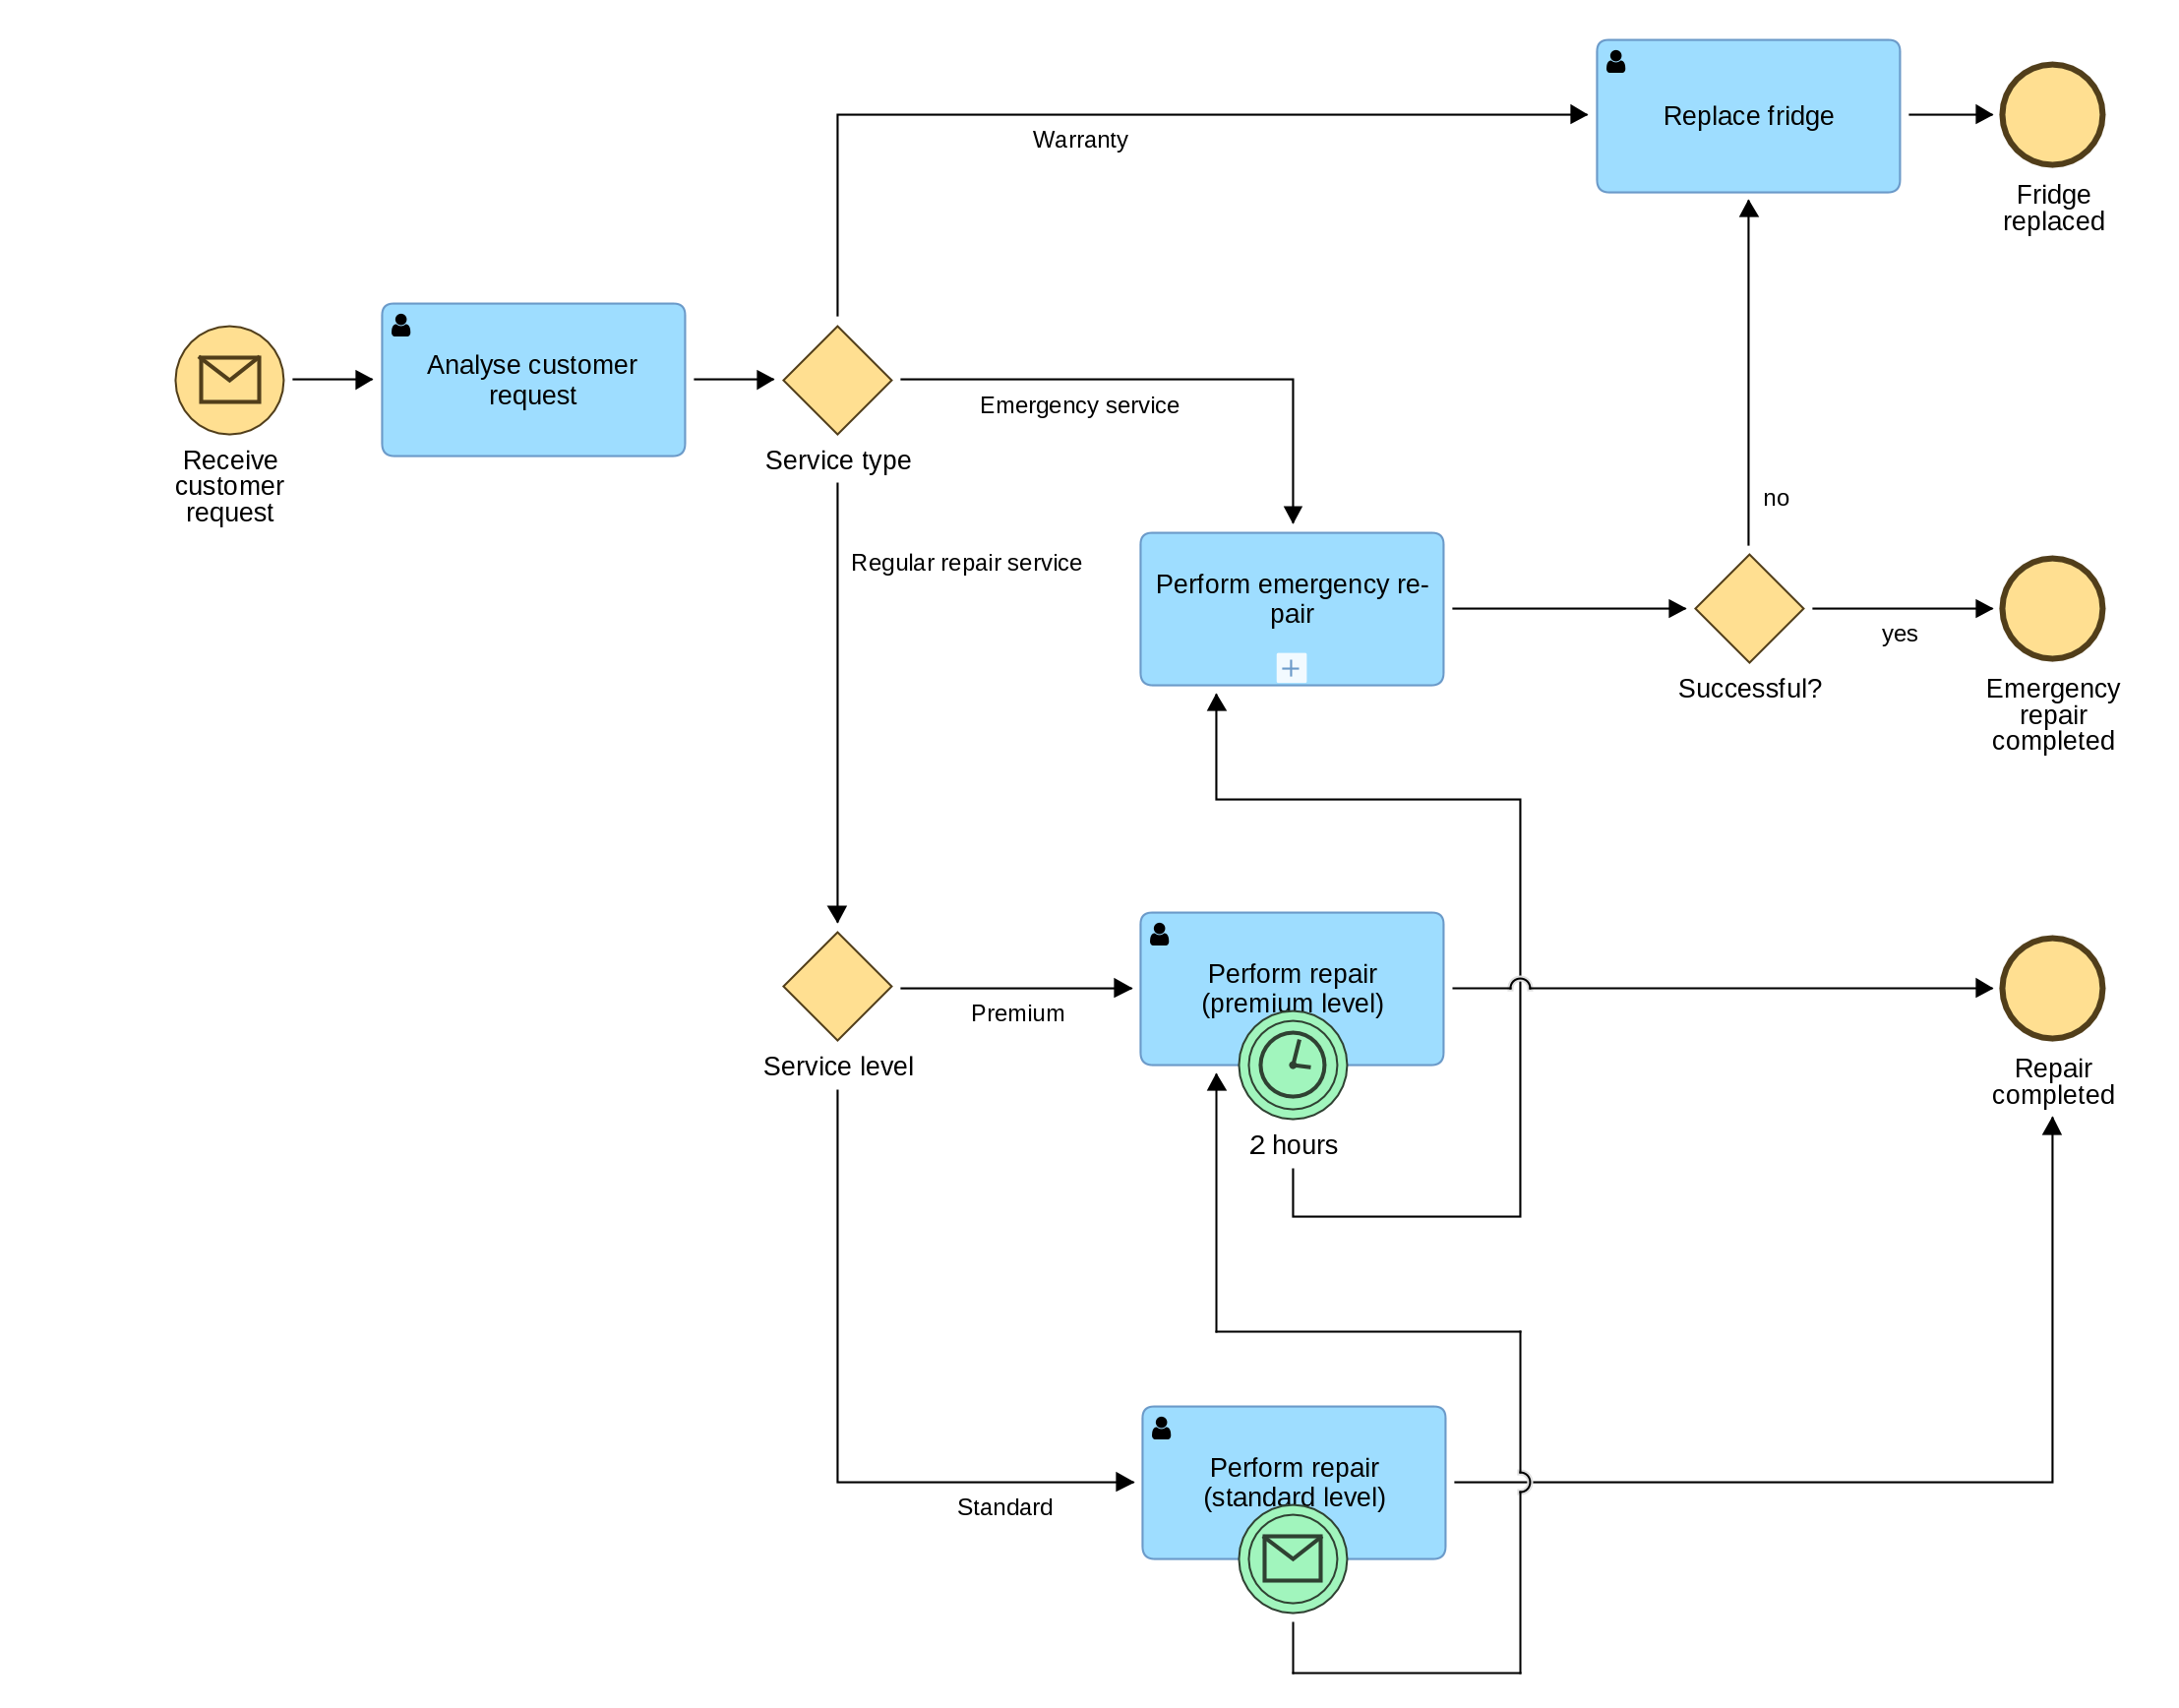 Replace fridge
Warranty
Fridge
replaced
Analyse customer
request
Receive
customer
request
Service type
Emergency service
no
Regular repair service
Perform emergency re-
pair
Successful?
yes
Emergency
repair
completed
Perform repair
(premium level)
Premium
Service level
2 hours
Repair
completed
Perform repair
(standard level)
Standard